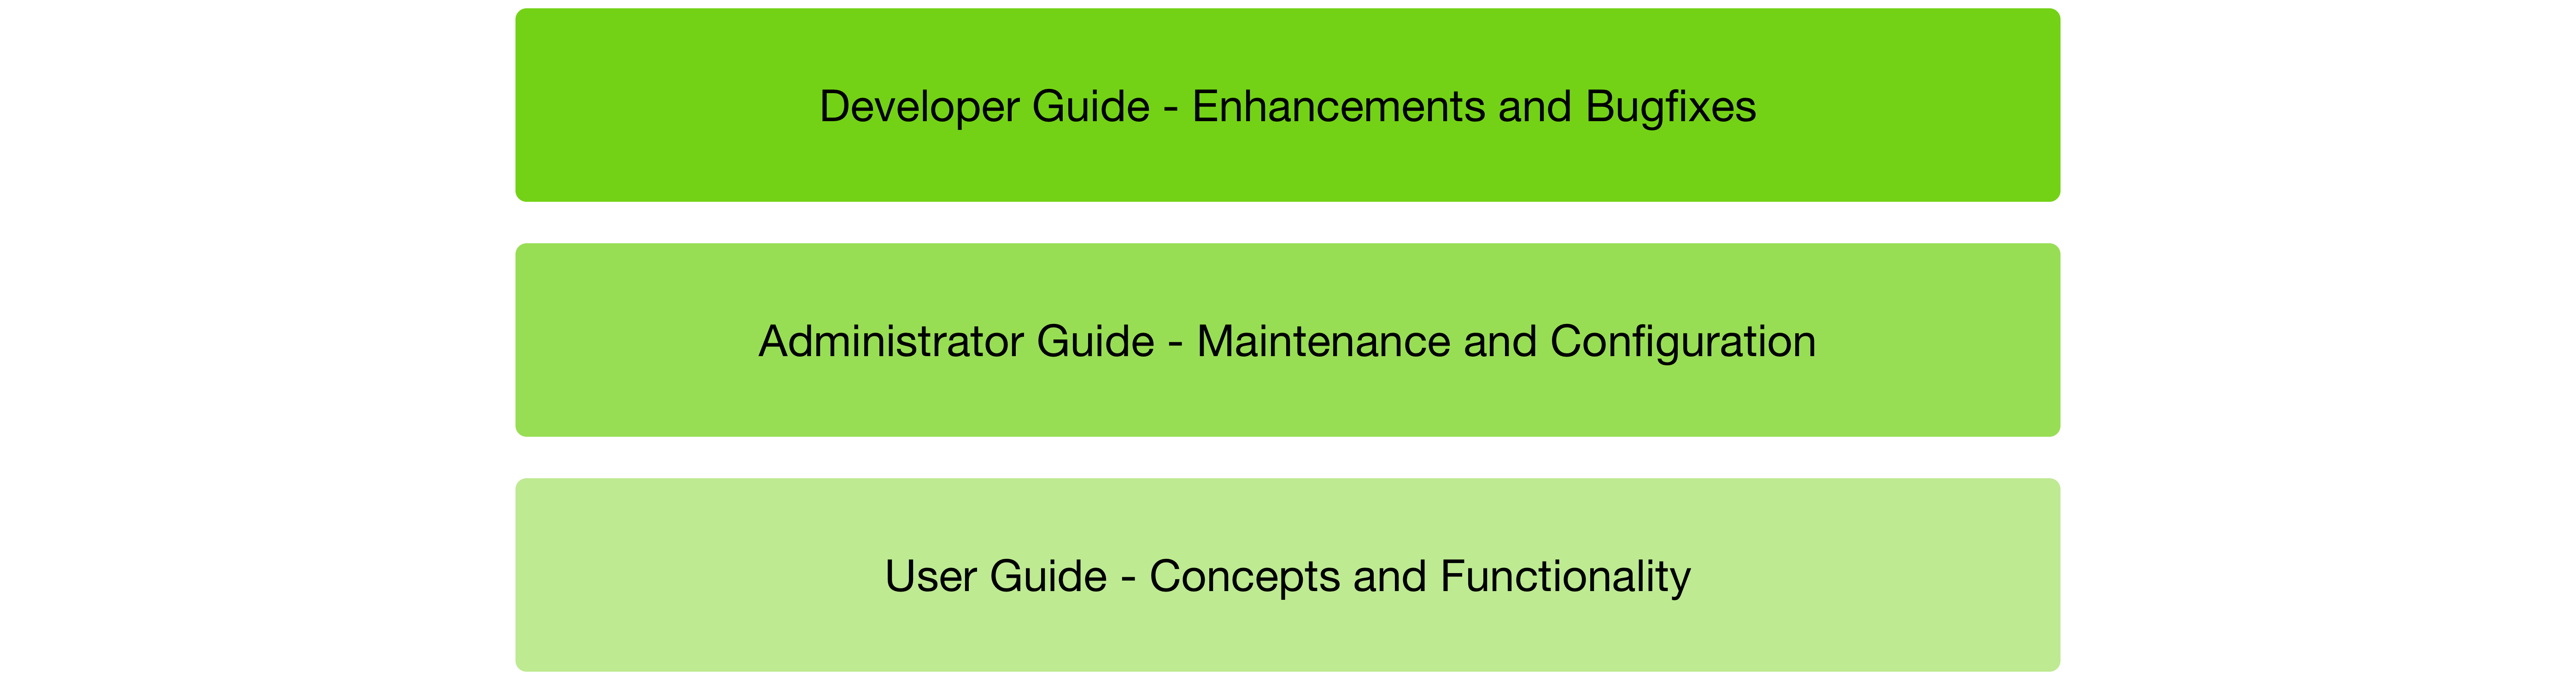 Developer Guide - Enhancements and Bugfixes
Administrator Guide - Maintenance and Configuration
User Guide - Concepts and Functionality